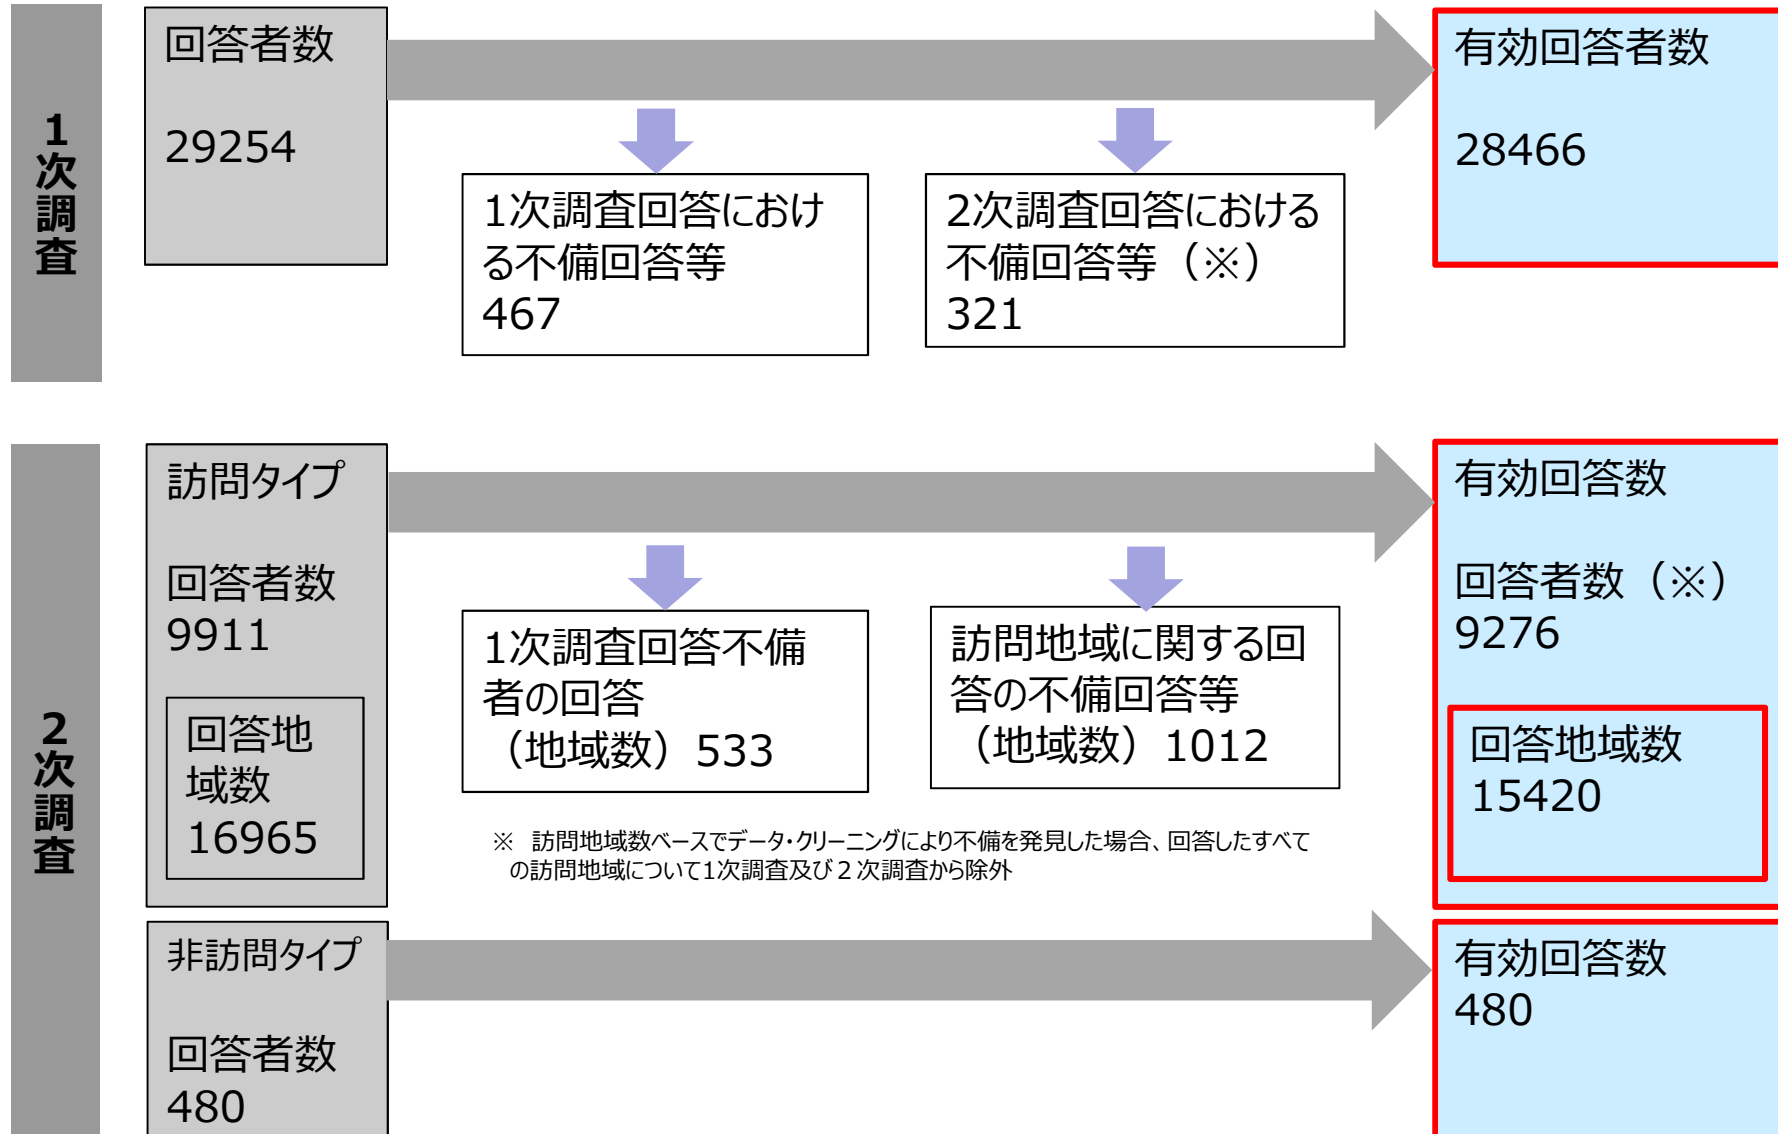 1次調査
回答者数
29254
1次調査回答におけ
る不備回答等
467
2次調査回答における
不備回答等（※）
321
有効回答者数
28466
2次調査
訪問タイプ
回答者数
9911
回答地
域数
16965
1次調査回答不備
者の回答
（地域数）533
訪問地域に関する回
答の不備回答等
（地域数）1012
※　訪問地域数ベースでデータ・クリーニングにより不備を発見した場合、回答したすべて
の訪問地域について1次調査及び２次調査から除外
有効回答数
回答者数（※）
9276
回答地域数
15420
非訪問タイプ
回答者数
480
有効回答数
480